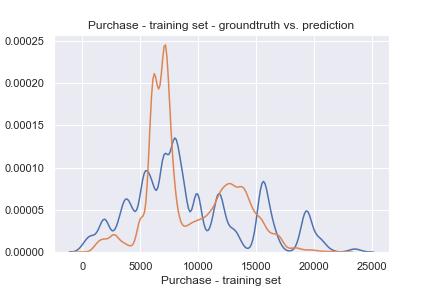 Purchase - training set - groundtruth vs. prediction
0.00025
0.00020
0.00015
0.00010
0.00005
0.00000
0 5000 10000 15000 20000 25000
Purchase - training set